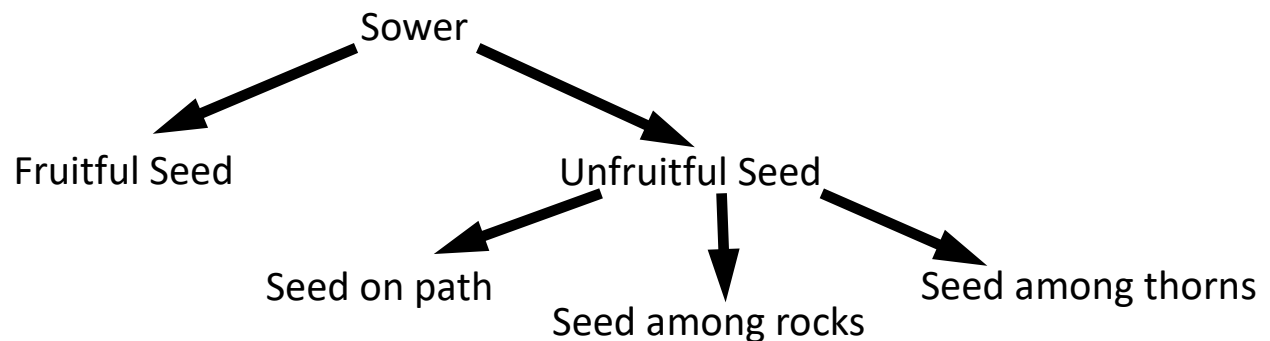 Sower
Fruitful Seed
Unfruitful Seed
Seed on path
Seed among rocks
Seed among thorns